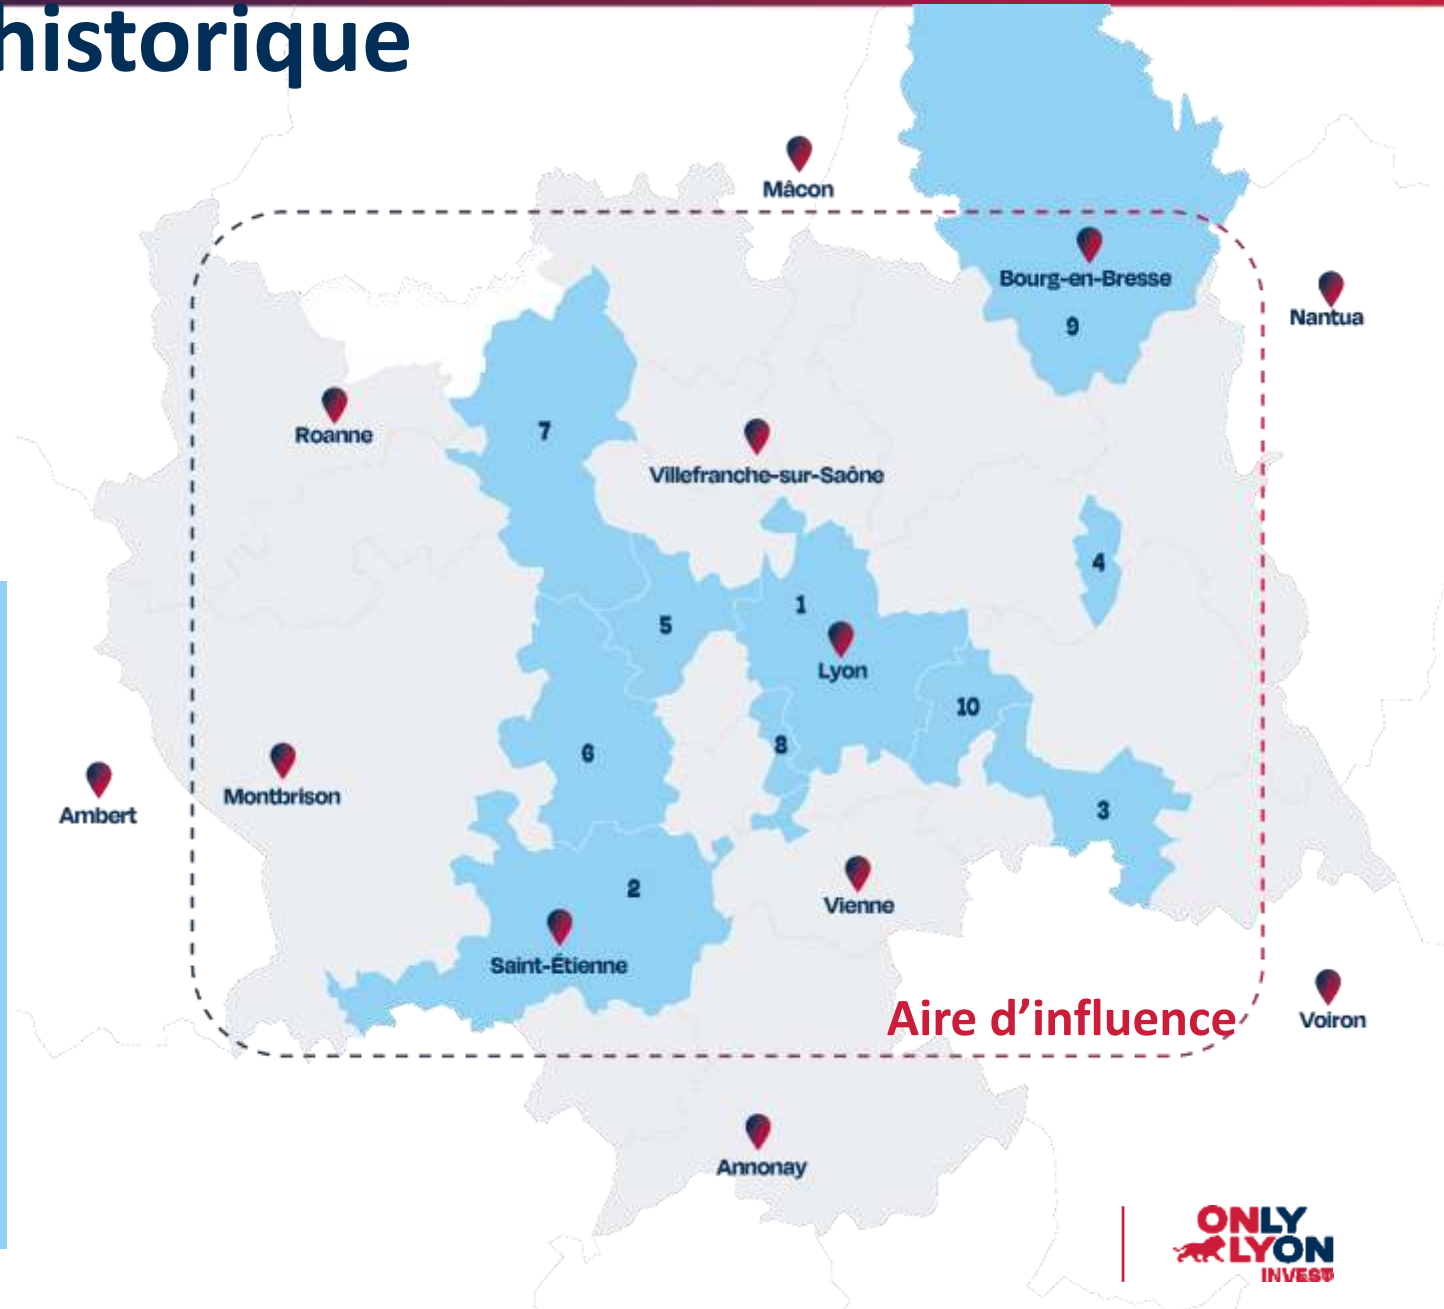 historique
Mâcon
Bourg-en-Bresse
9
Nantua
Roanne
7
Villefranche-sur-Saône
4
1
5
Lyon
10
8
6
Montbrison
Ambert
3
2
Vienne
Saint-Étienne
Aire d’influence
Voiron
Annonay
ONLY
LYON
INVEST